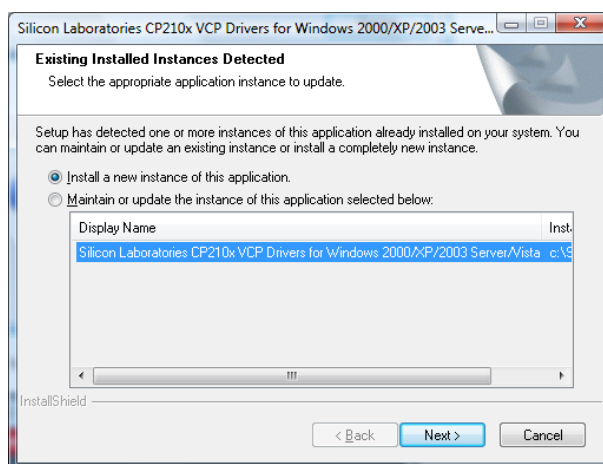 Silicon Laboratories CP210x VCP Drivers for Windows 2000/XP/2003 Serve...
Existing Installed Instances Detected
Select the appropriate application instance to update.
Setup has detected one or more instances of this application already installed on your system. You
can maintain or update an existing instance or install a completely new instance.
Install a new instance of this application.
Maintain or update the instance of this application selected below:
Display Name Insta
Silicon Laboratories CP210x VCP Drivers for Windows 2000/XP/2003 Server/Vista c:\S
InstallShield
< Back Next > Cancel